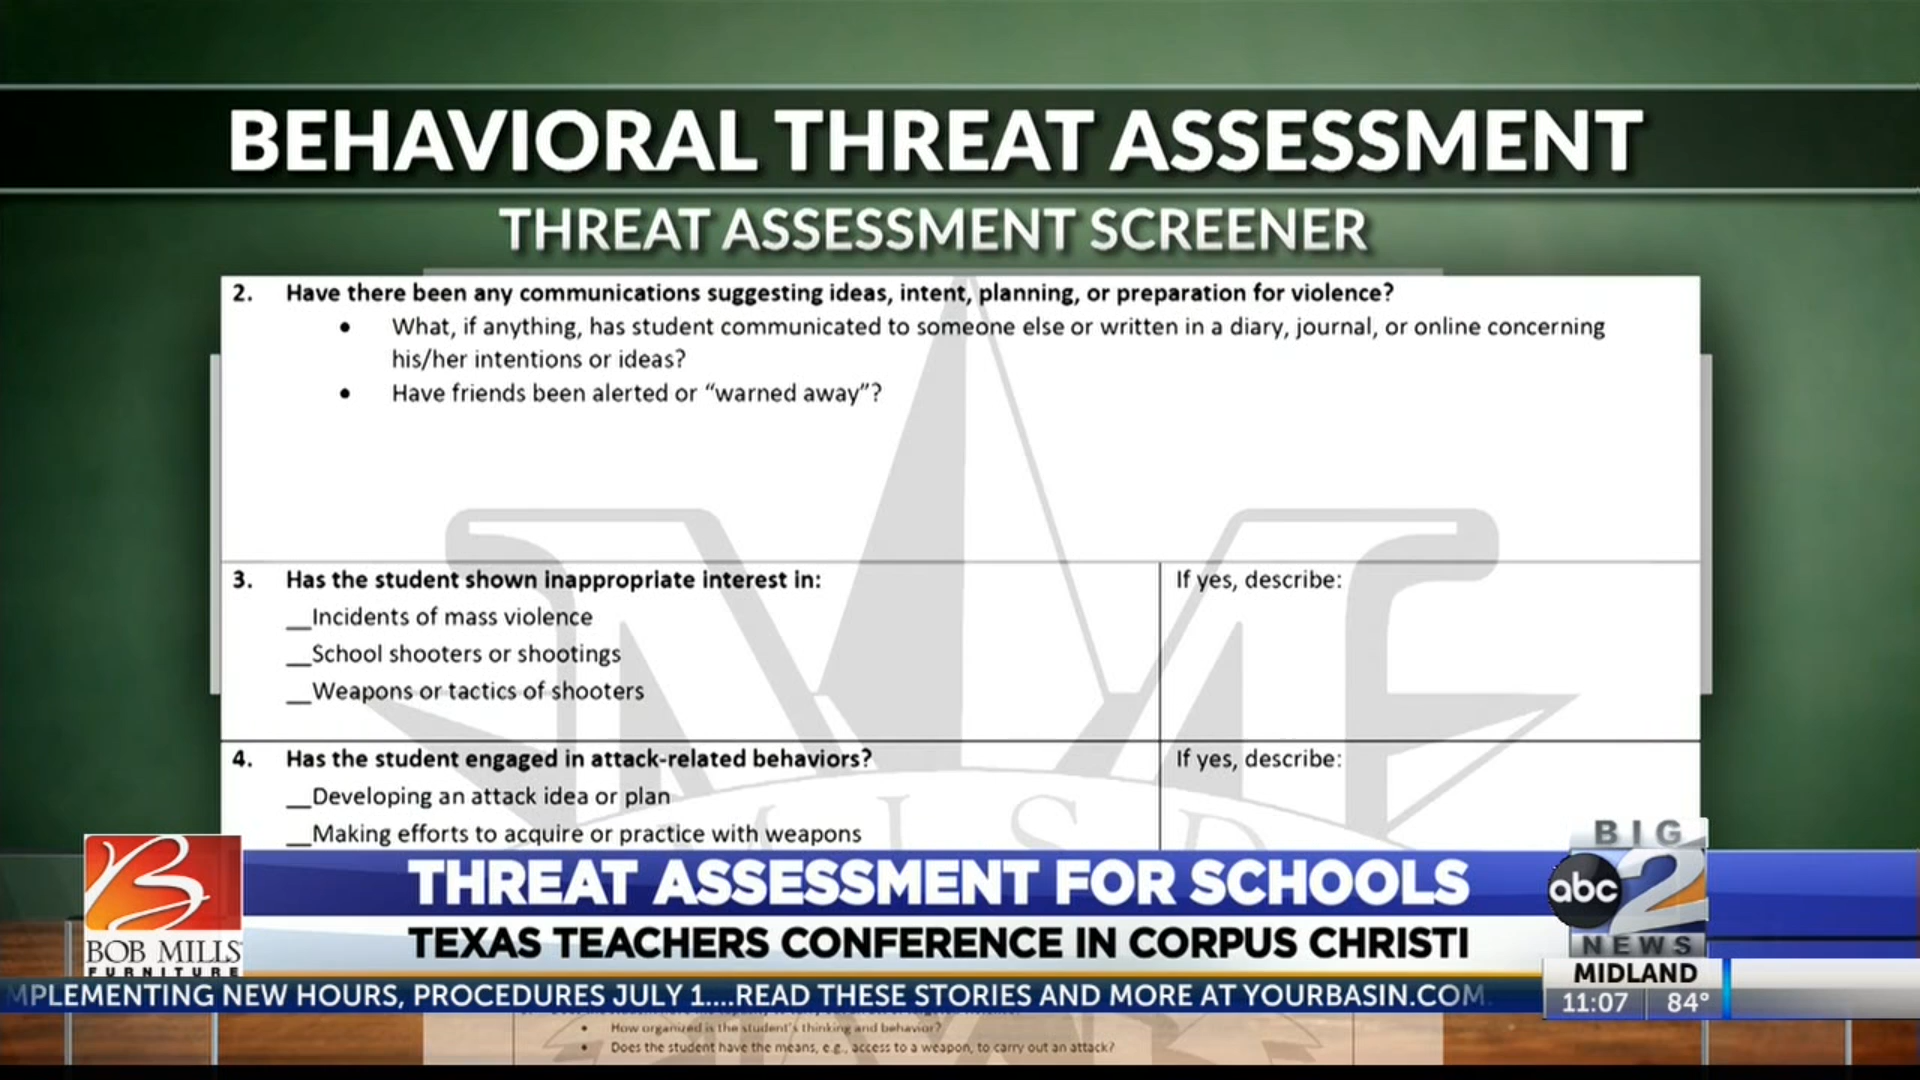 BEHAVIORAL THREAT ASSESSMENT
THREAT ASSESSMENT SCREENER
2. Have there been any communications suggesting ideas, intent, planning, or preparation for violence?
• What, if anything, has student communicated to someone else or written in a diary, journal, or online concerning
his/her intentions or ideas?
• Have friends been alerted or “warned away”?
3. Has the student shown inappropriate interest in:
__Incidents of mass violence
__School shooters or shootings
__Weapons or tactics of shooters
If yes, describe:
4. Has the student engaged in attack-related behaviors?
__Developing an attack idea or plan
__Making efforts to acquire or practice with weapons
If yes, describe:
MISD
B
BOB MILLS
FURNITURE
THREAT ASSESSMENT FOR SCHOOLS
TEXAS TEACHERS CONFERENCE IN CORPUS CHRISTI
BIG
abc 2
NEWS
MIDLAND
11:07 84°
MPLEMENTING NEW HOURS, PROCEDURES JULY 1....READ THESE STORIES AND MORE AT YOURBASIN.COM.
• How organized is the student's thinking and behavior?
• Does the student have the means, e.g., access to a weapon, to carry out an attack?